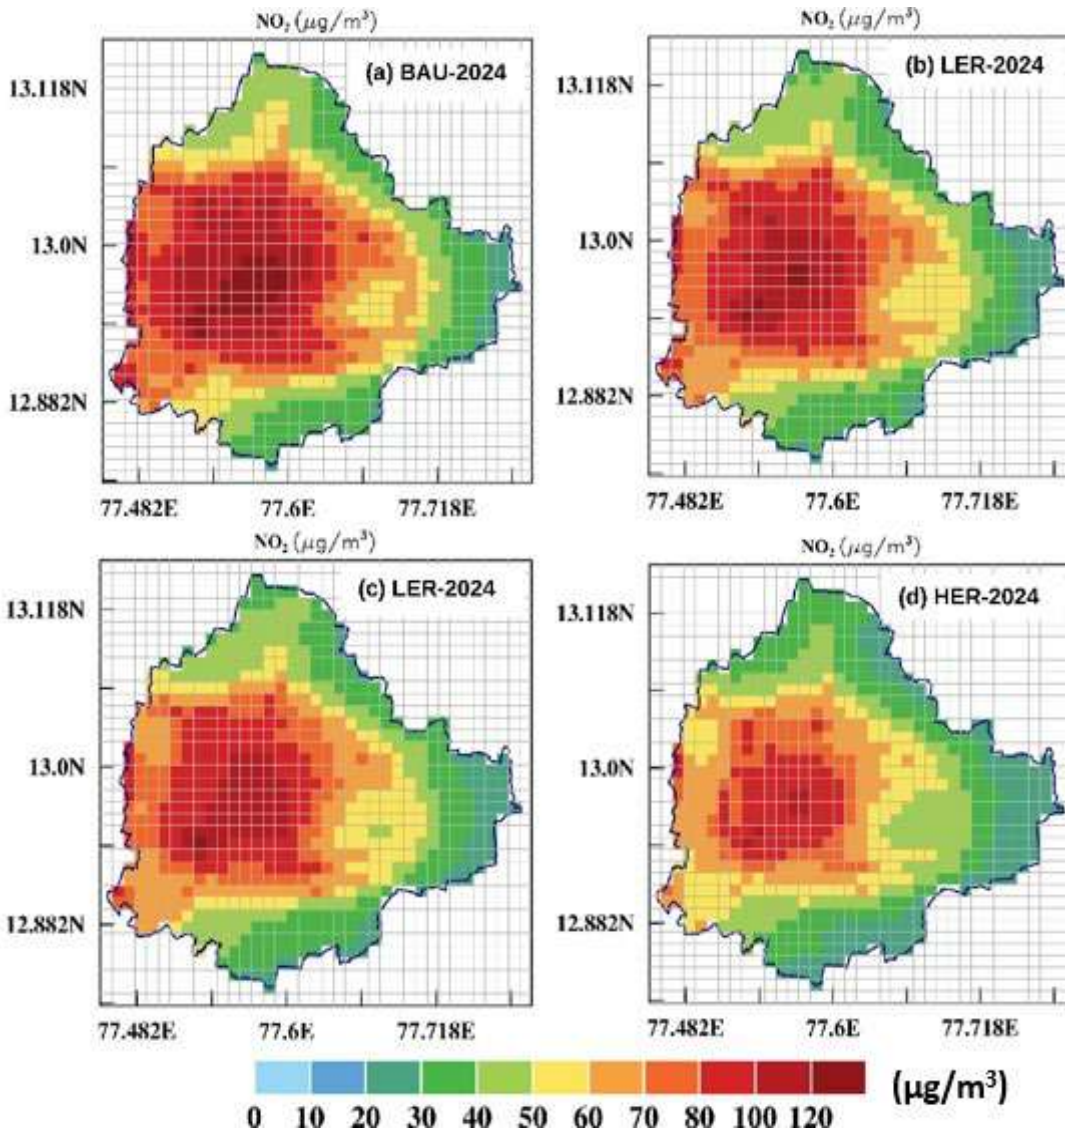 NO₂ (µg/m³)
(a) BAU-2024
13.118N
13.0N
12.882N
77.482E 77.6E 77.718E
NO₂ (µg/m³)
(b) LER-2024
13.118N
13.0N
12.882N
77.482E 77.6E 77.718E
NO₂ (µg/m³)
(c) LER-2024
13.118N
13.0N
12.882N
77.482E 77.6E 77.718E
NO₂ (µg/m³)
(d) HER-2024
13.118N
13.0N
12.882N
77.482E 77.6E 77.718E
0 10 20 30 40 50 60 70 80 100 120 (µg/m³)